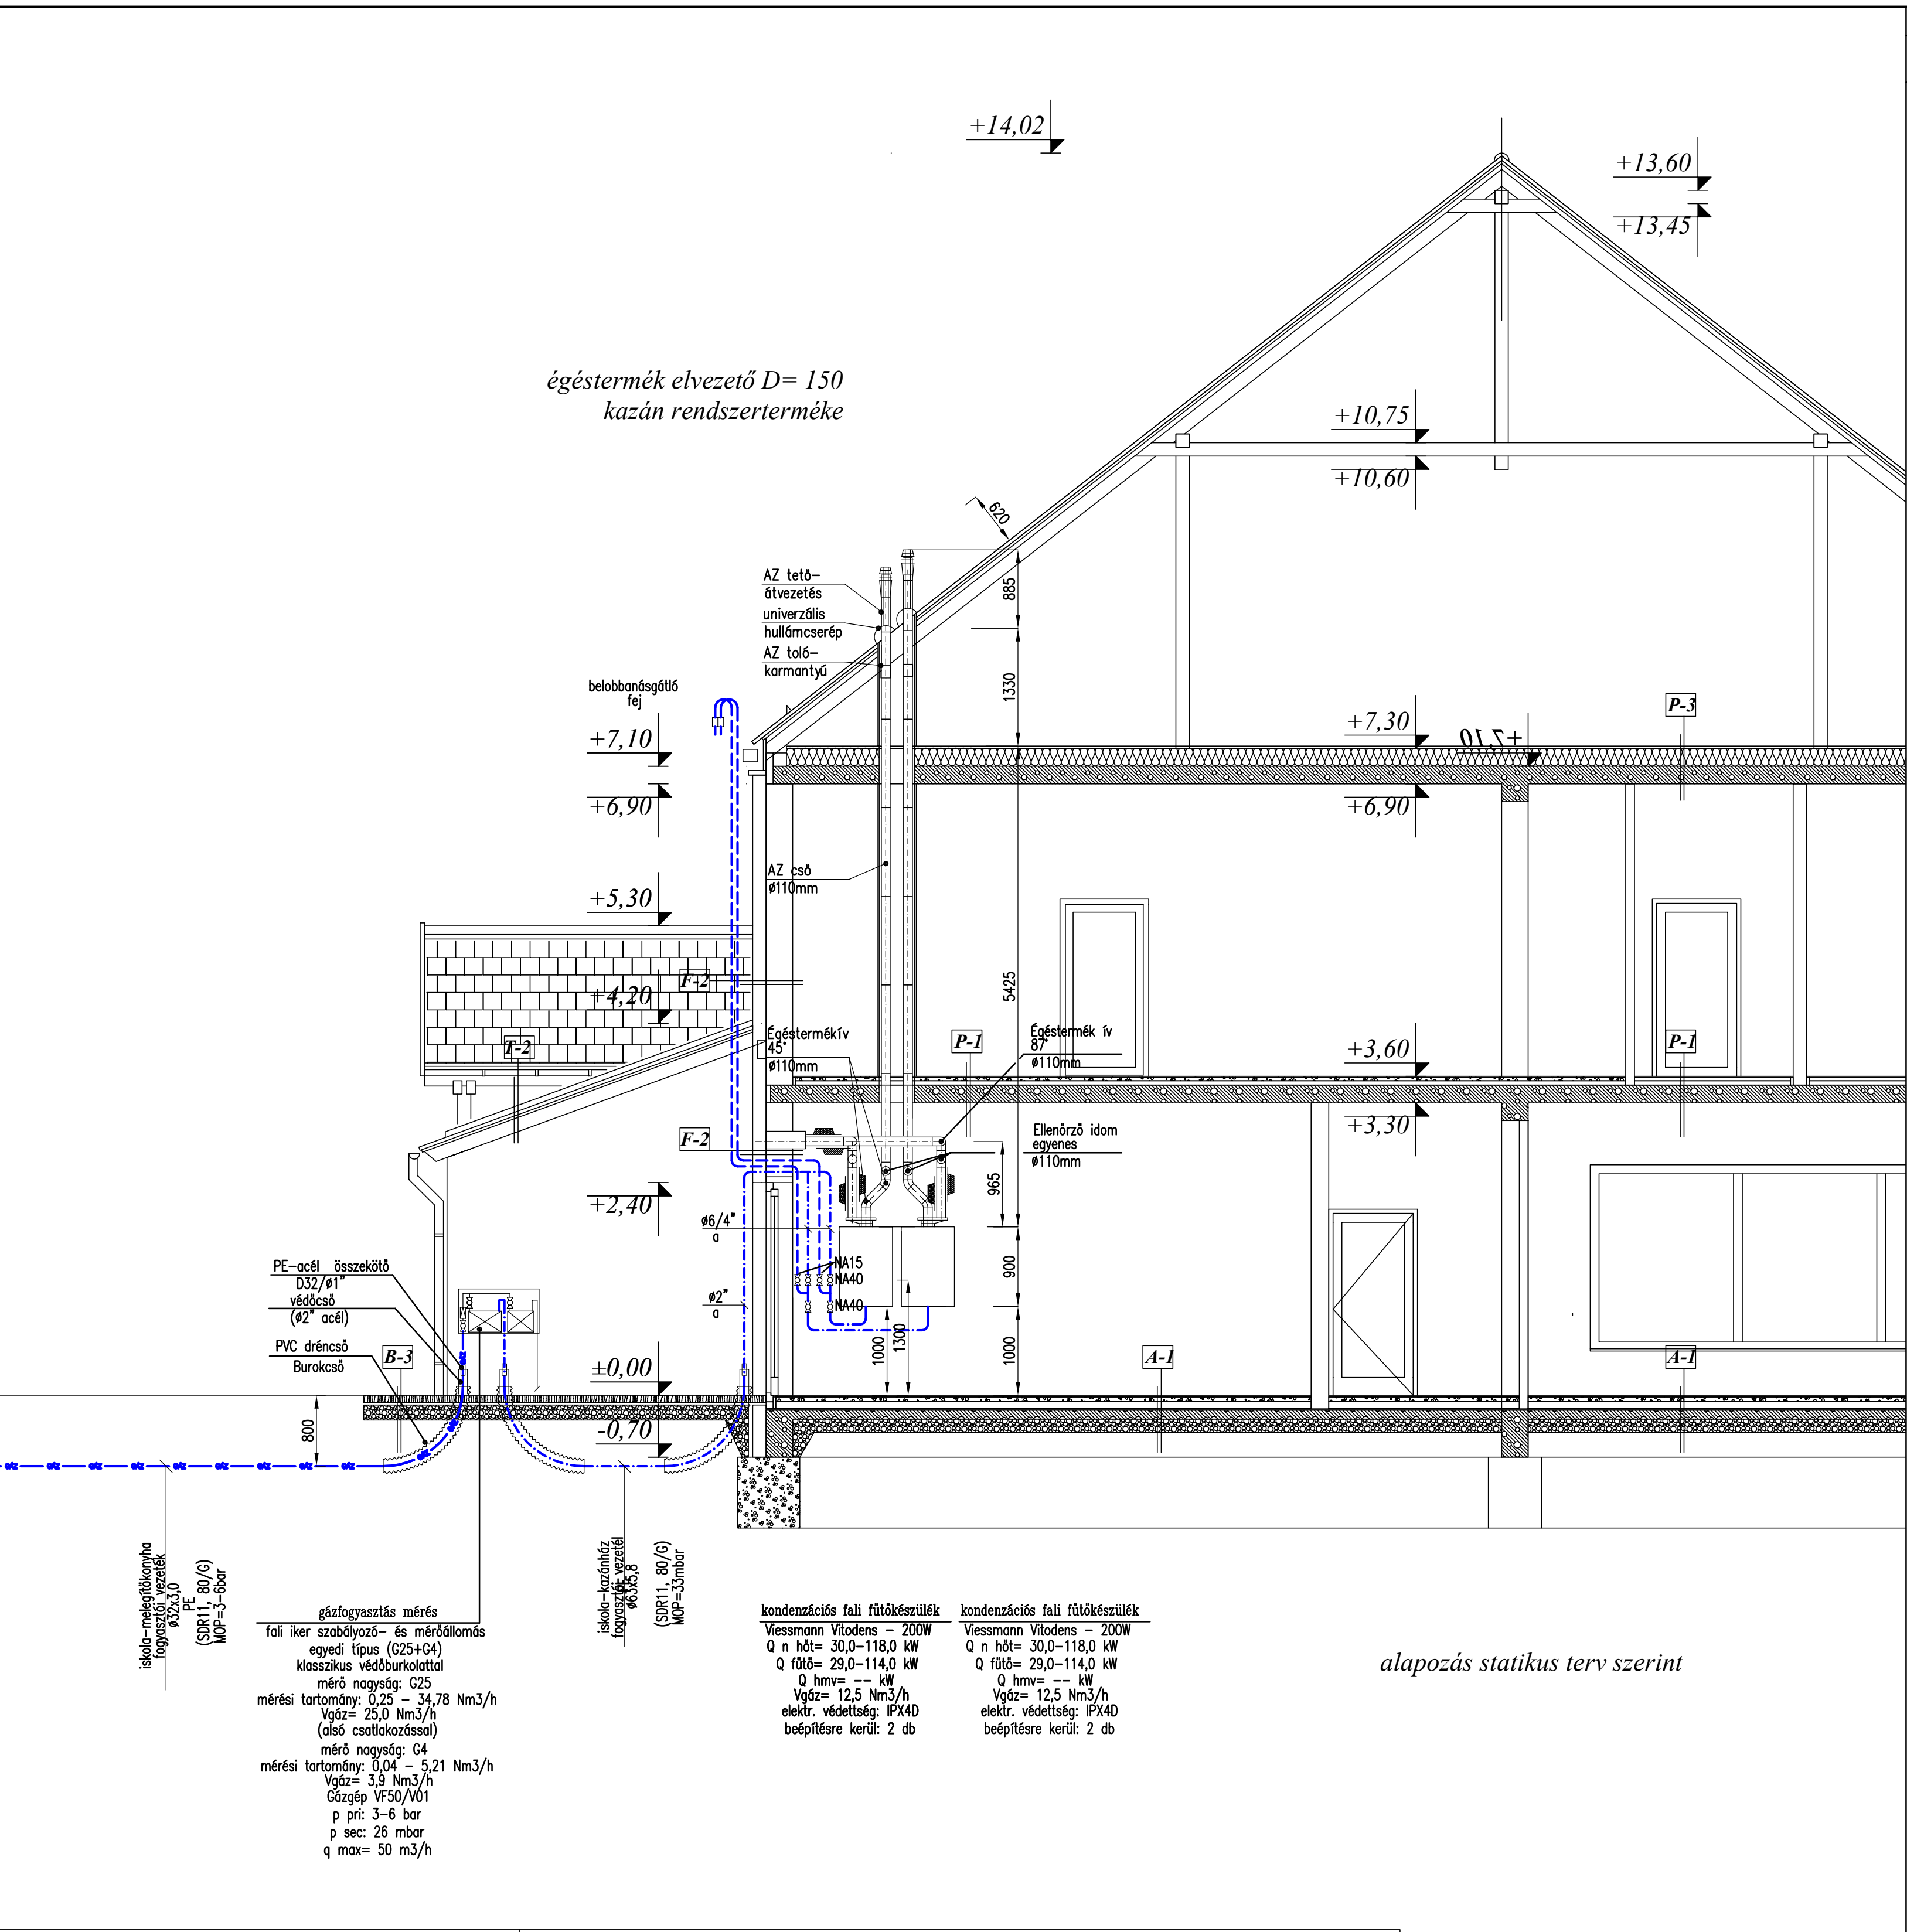 +14,02
+13,60
+13,45
égéstermék elvezető D= 150
kazán rendszerterméke
+10,75
+10,60
620
885
1330
AZ tető–
átvezetés
univerzális
hullámcserép
AZ toló–
karmantyú
belobbanásgátló
fej
+7,10
+6,90
+7,30
+7,10
+6,90
P-3
AZ cső
ø110mm
+5,30
5425
F-2
+4,20
T-2
Égéstermékív
45°
ø110mm
P-1
Égéstermék ív
87°
ø110mm
+3,60
P-1
+3,30
F-2
Ellenőrző idom
egyenes
ø110mm
965
+2,40
ø6/4"
a
NA15
NA40
NA40
ø2"
a
900
1000
1300
1000
PE–acél összekötő
D32/ø1"
védőcső
(ø2" acél)
PVC dréncső
Burokcső
B-3
±0,00
-0,70
800
A-1
A-1
iskola–melegítőkonyha
fogyasztói vezeték
ø32x3,0
PE
(SDR11, 80/G)
MOP=3–6bar
iskola–kazánház
fogyasztói vezetél
ø63x5,8
(SDR11, 80/G)
MOP=33mbar
gázfogyasztás mérés
fali iker szabályozó– és mérőállomás
egyedi típus (G25+G4)
klasszikus védőburkolattal
mérő nagyság: G25
mérési tartomány: 0,25 – 34,78 Nm3/h
Vgáz= 25,0 Nm3/h
(alsó csatlakozással)
mérő nagyság: G4
mérési tartomány: 0,04 – 5,21 Nm3/h
Vgáz= 3,9 Nm3/h
Gázgép VF50/V01
p pri: 3–6 bar
p sec: 26 mbar
q max= 50 m3/h
kondenzációs fali fűtőkészülék
Viessmann Vitodens – 200W
Q n hőt= 30,0–118,0 kW
Q fűtő= 29,0–114,0 kW
Q hmv= –– kW
Vgáz= 12,5 Nm3/h
elektr. védettség: IPX4D
beépítésre kerül: 2 db
kondenzációs fali fűtőkészülék
Viessmann Vitodens – 200W
Q n hőt= 30,0–118,0 kW
Q fűtő= 29,0–114,0 kW
Q hmv= –– kW
Vgáz= 12,5 Nm3/h
elektr. védettség: IPX4D
beépítésre kerül: 2 db
alapozás statikus terv szerint